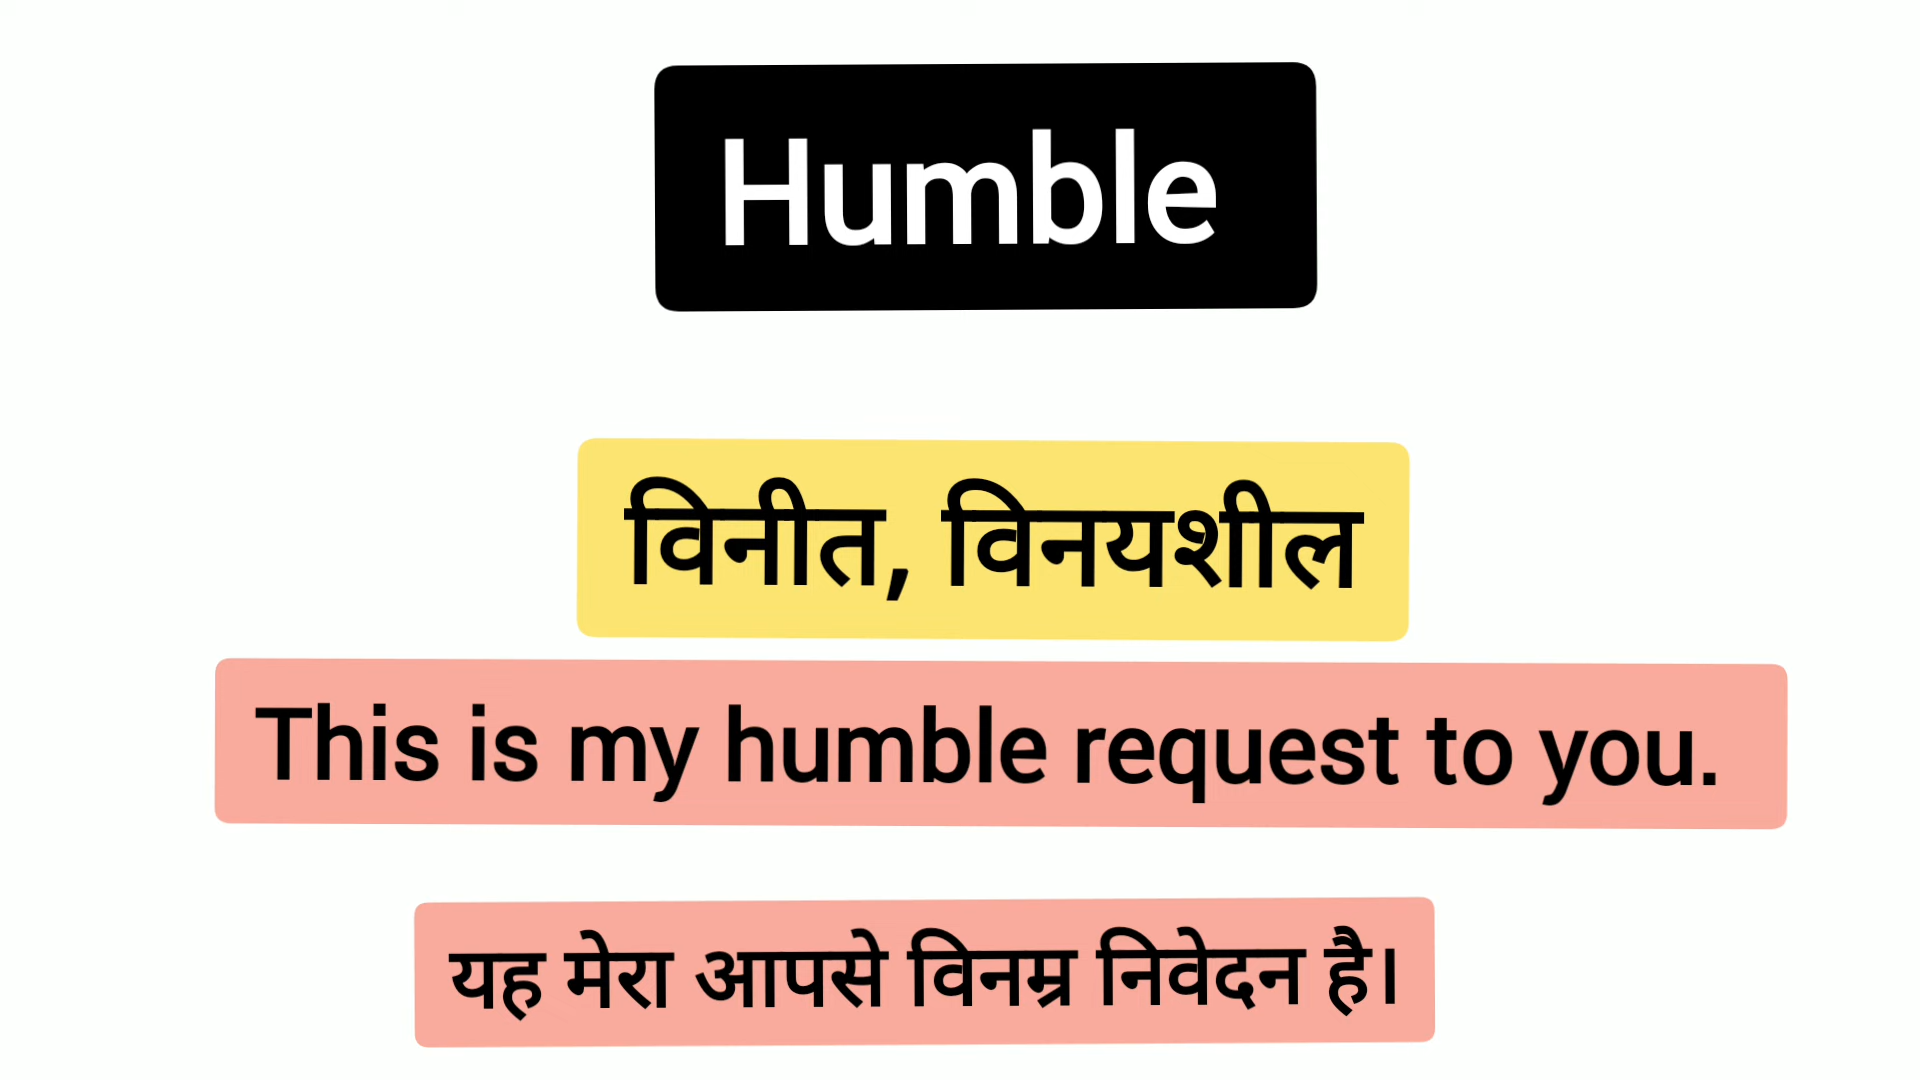 Humble
विनीत, विनयशील
This is my humble request to you.
यह मेरा आपसे विनम्र निवेदन है।